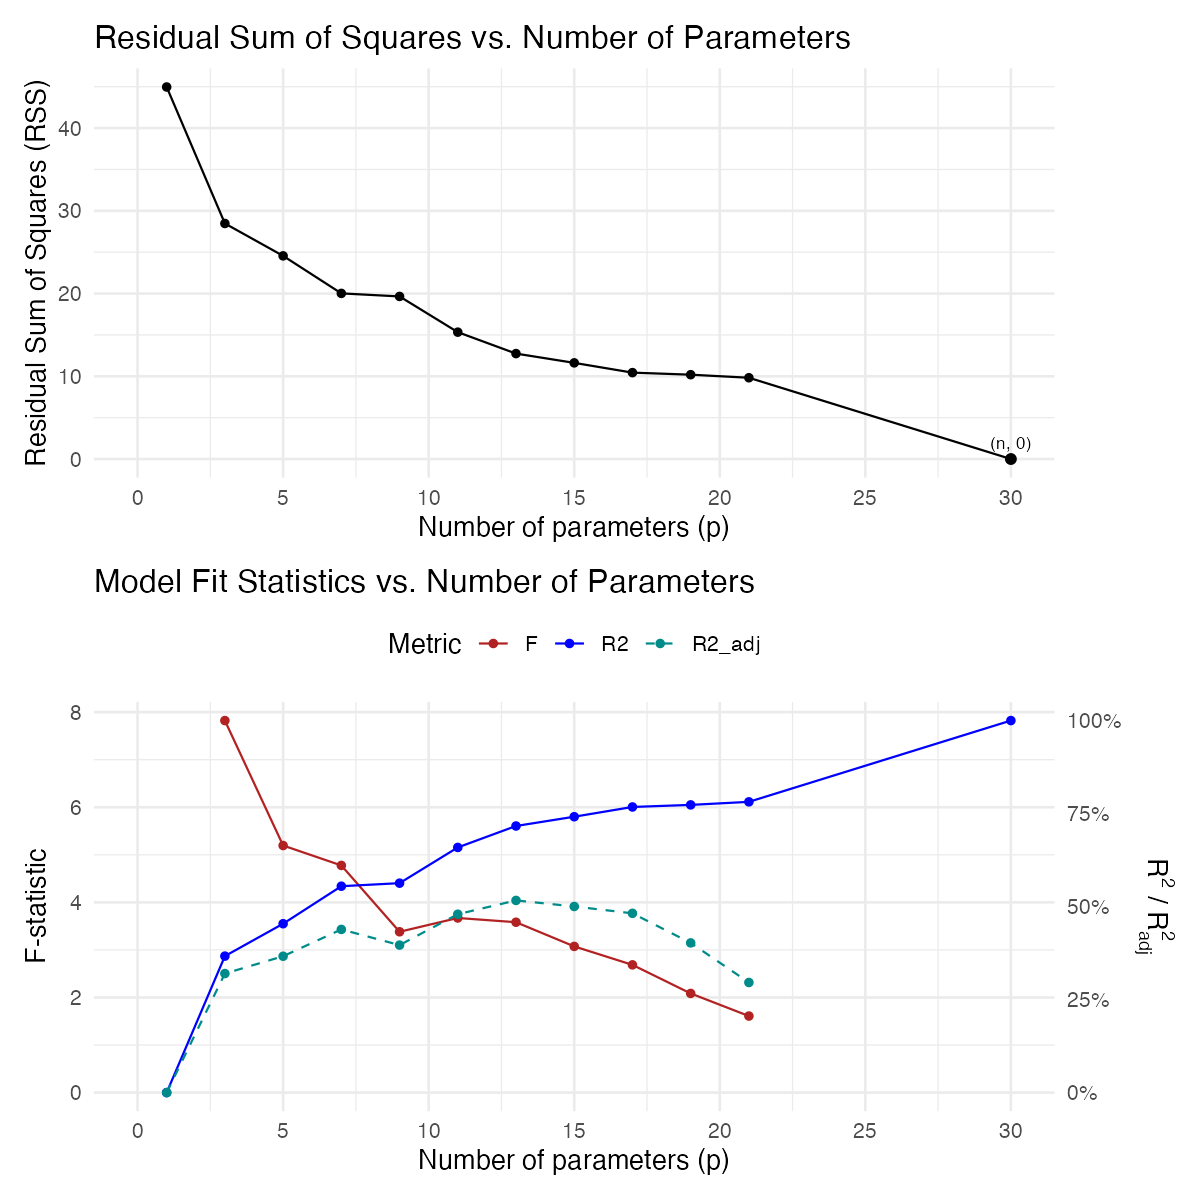 Residual Sum of Squares vs. Number of Parameters
Residual Sum of Squares (RSS)
40
30
20
10
0
(n, 0)
0 5 10 15 20 25 30
Number of parameters (p)
Model Fit Statistics vs. Number of Parameters
Metric F R2 R2_adj
F-statistic
8
6
4
2
0
100%
75%
50%
25%
0%
R² / R²adj
0 5 10 15 20 25 30
Number of parameters (p)